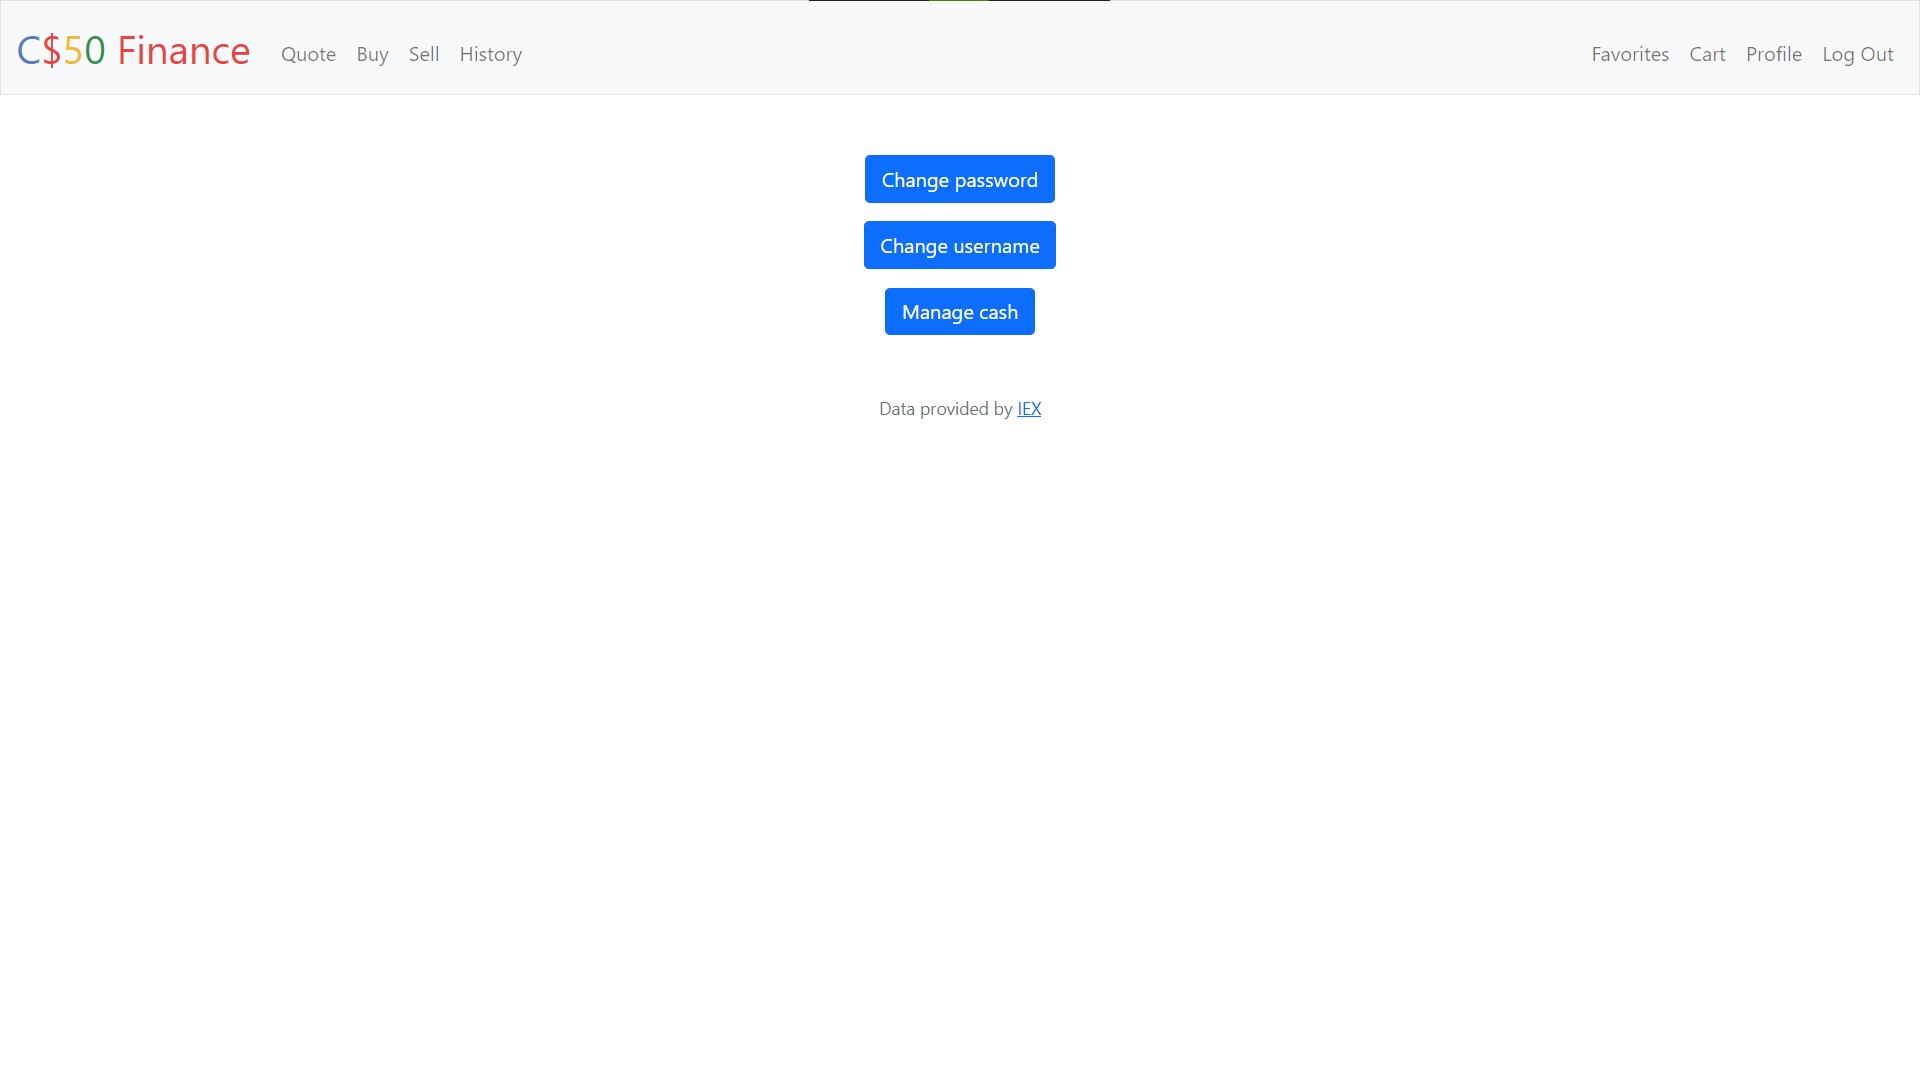 C$50 Finance Quote Buy Sell History Favorites Cart Profile Log Out
Change password
Change username
Manage cash
Data provided by IEX